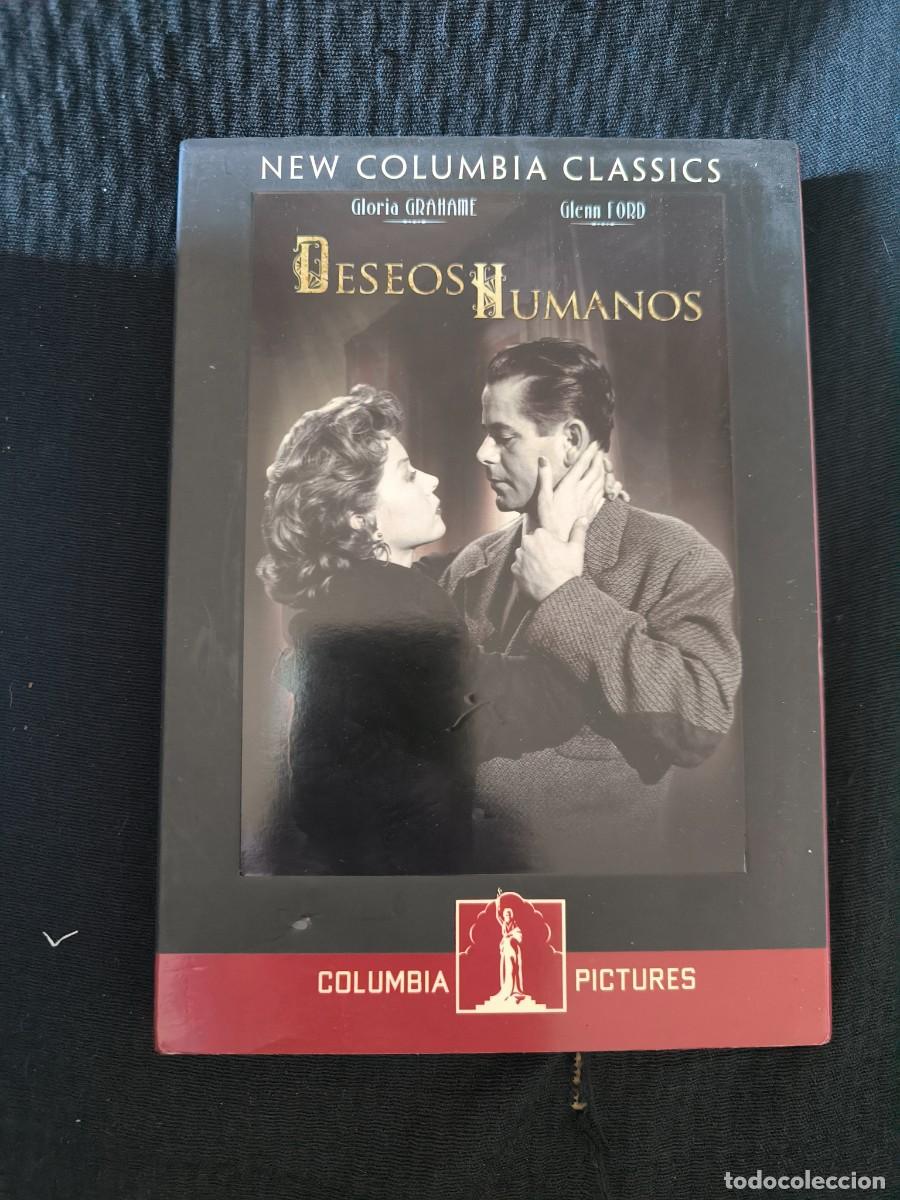 NEW COLUMBIA CLASSICS
Gloria GRAHAME Glenn FORD
DESEOS HUMANOS
COLUMBIA PICTURES
todocoleccion